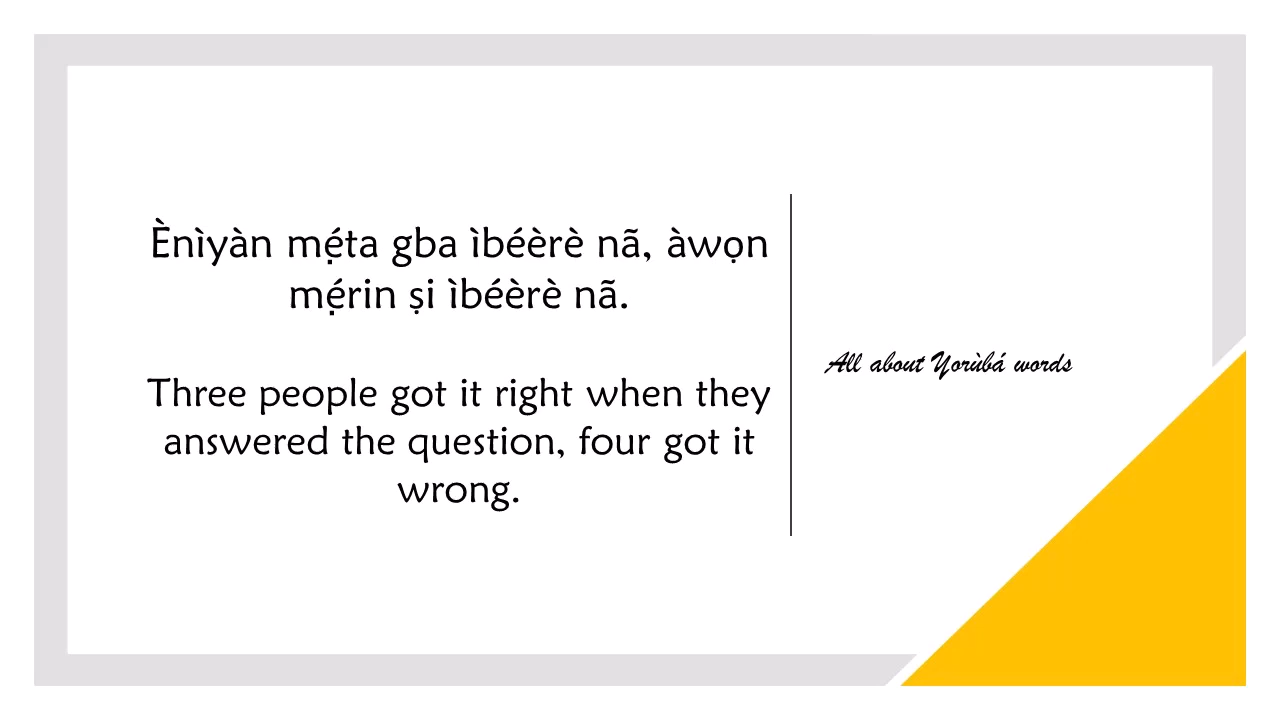 Ènìyàn mẹ́ta gba ìbéèrè nã, àwọn
mẹ́rin ṣi ìbéèrè nã.
Three people got it right when they
answered the question, four got it
wrong.
All about Yorùbá words